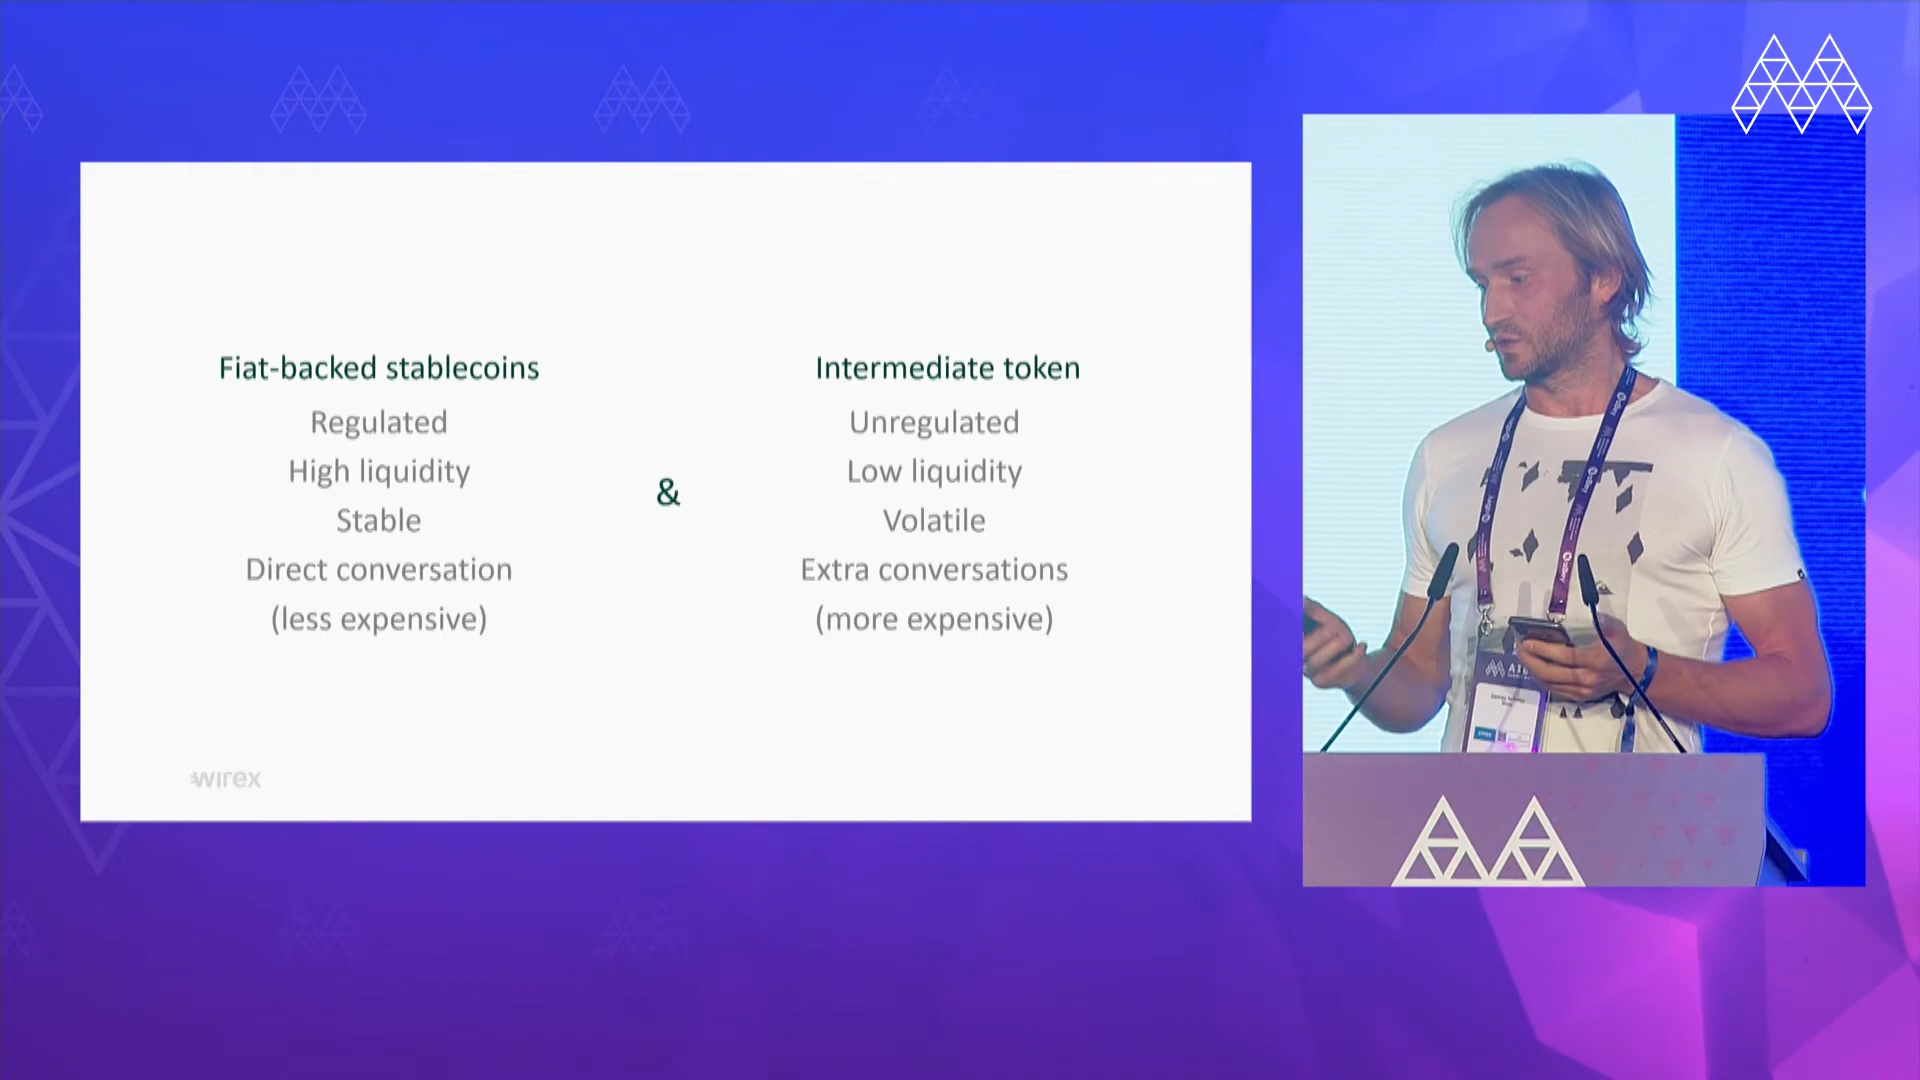 Fiat-backed stablecoins
Regulated
High liquidity
Stable
Direct conversation
(less expensive)
&
Intermediate token
Unregulated
Low liquidity
Volatile
Extra conversations
(more expensive)
wirex